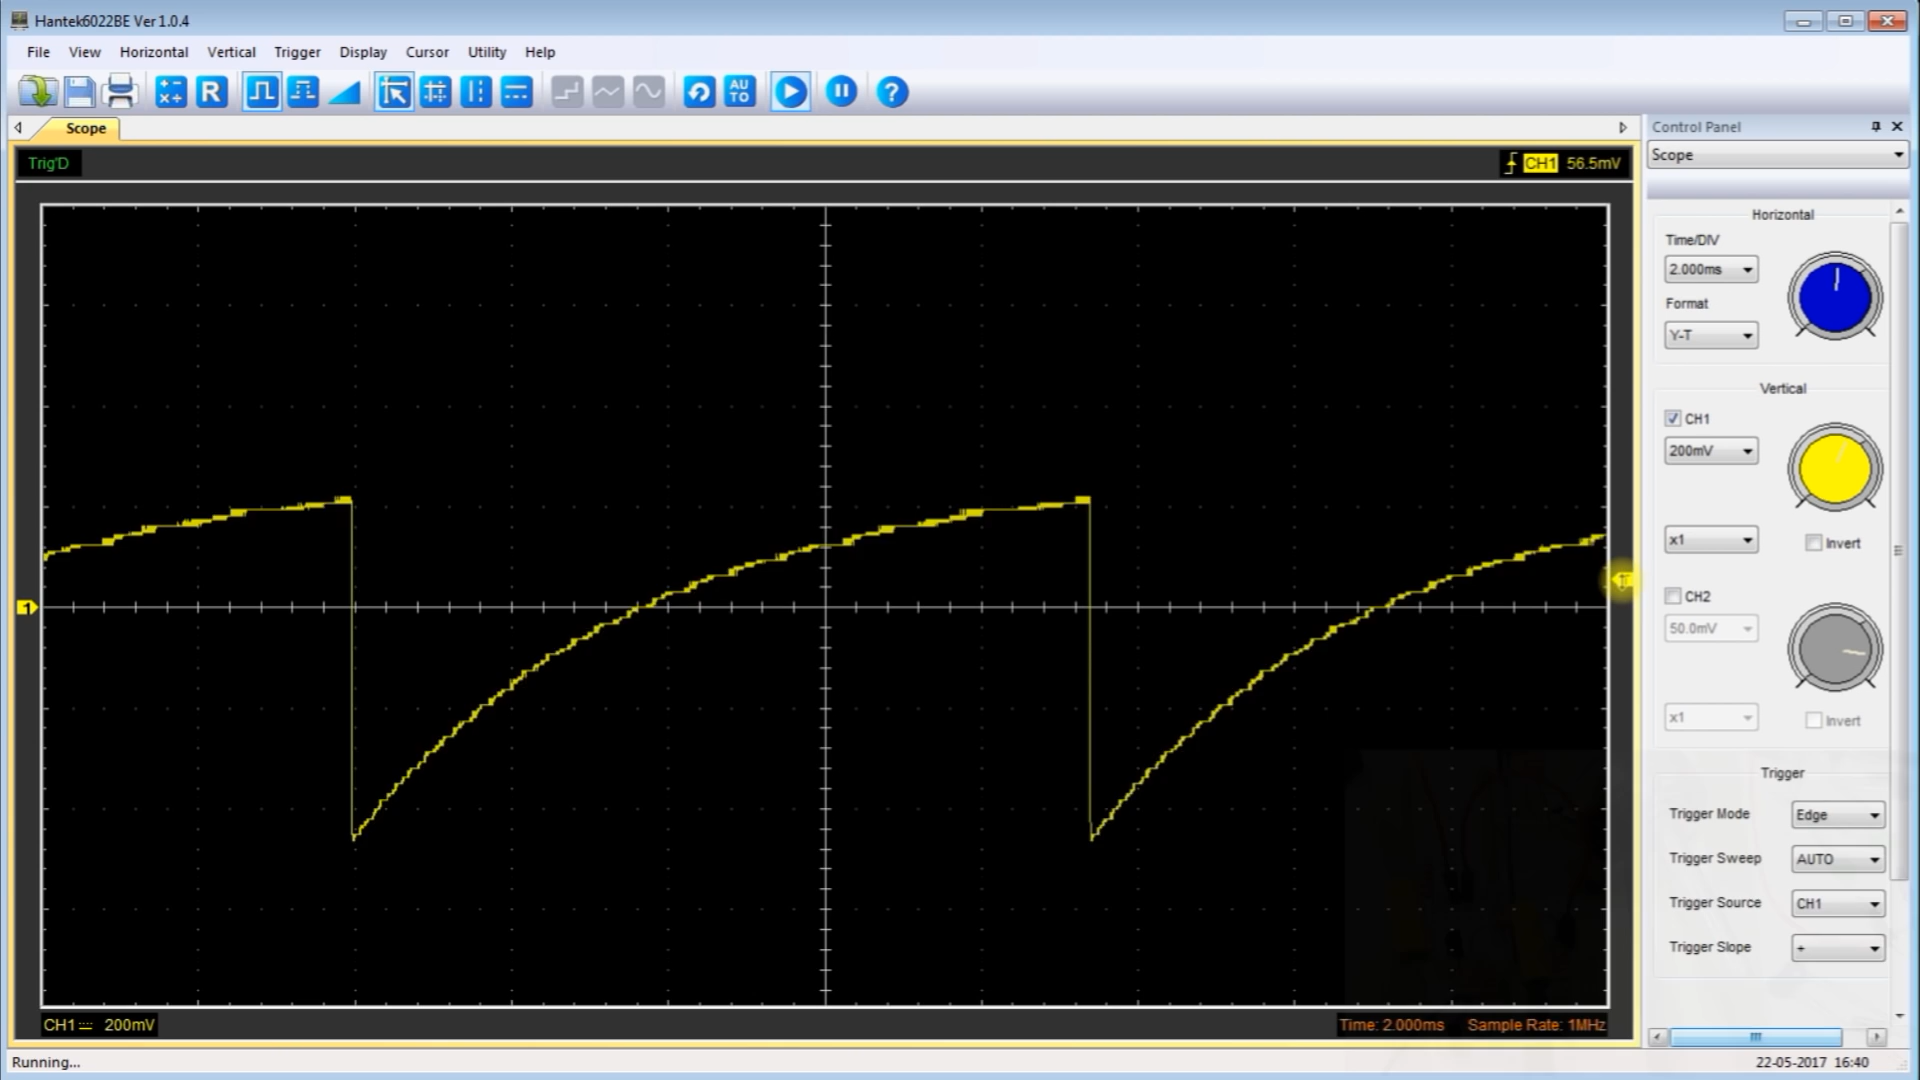 Hantek6022BE Ver 1.0.4
File View Horizontal Vertical Trigger Display Cursor Utility Help
R AU TO ?
Scope
Trig'D
CH1 56.5mV
1
T
CH1 200mV
Time: 2.000ms Sample Rate: 1MHz
Control Panel
Scope
Horizontal
Time/DIV
2.000ms
Format
Y-T
Vertical
CH1
200mV
x1 Invert
CH2
50.0mV
x1 Invert
Trigger
Trigger Mode Edge
Trigger Sweep AUTO
Trigger Source CH1
Trigger Slope +
Running...
22-05-2017 16:40